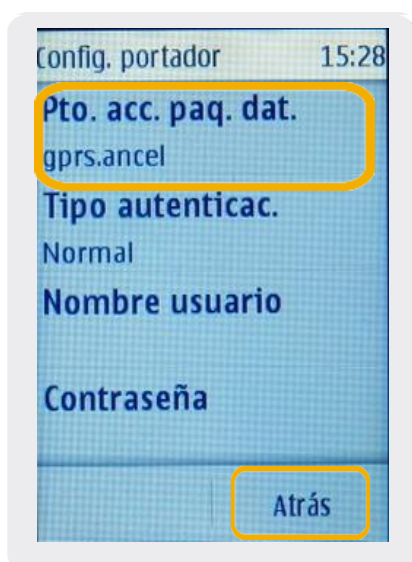 Config. portador 15:28
Pto. acc. paq. dat.
gprs.ancel
Tipo autenticac.
Normal
Nombre usuario
Contraseña
Atrás